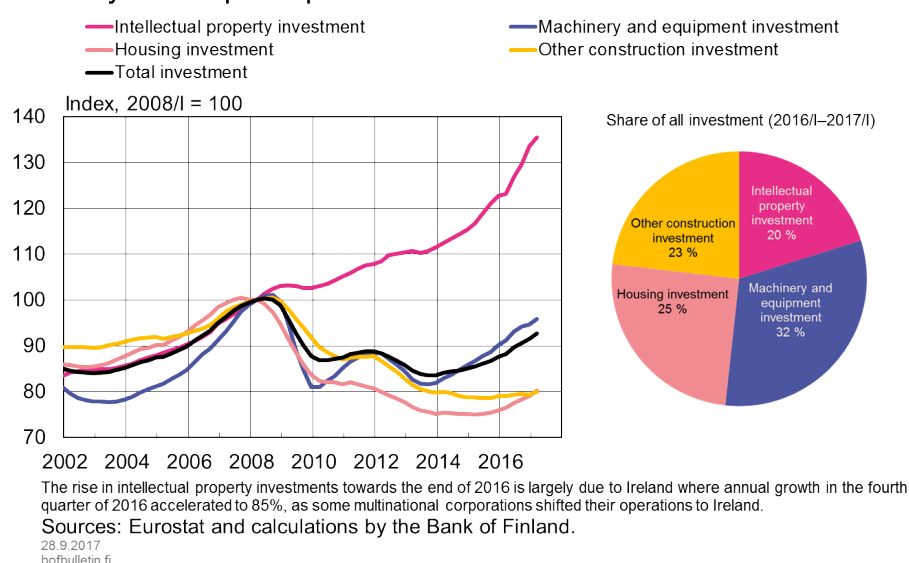 Intellectual property investment
Machinery and equipment investment
Housing investment
Other construction investment
Total investment
Index, 2008/I = 100
Share of all investment (2016/I–2017/I)
140
130
120
110
100
90
80
70
2002 2004 2006 2008 2010 2012 2014 2016
Intellectual
property
investment
20 %
Other construction
investment
23 %
Machinery and
equipment
investment
32 %
Housing investment
25 %
The rise in intellectual property investments towards the end of 2016 is largely due to Ireland where annual growth in the fourth
quarter of 2016 accelerated to 85%, as some multinational corporations shifted their operations to Ireland.
Sources: Eurostat and calculations by the Bank of Finland.
28.9.2017
bofbulletin.fi